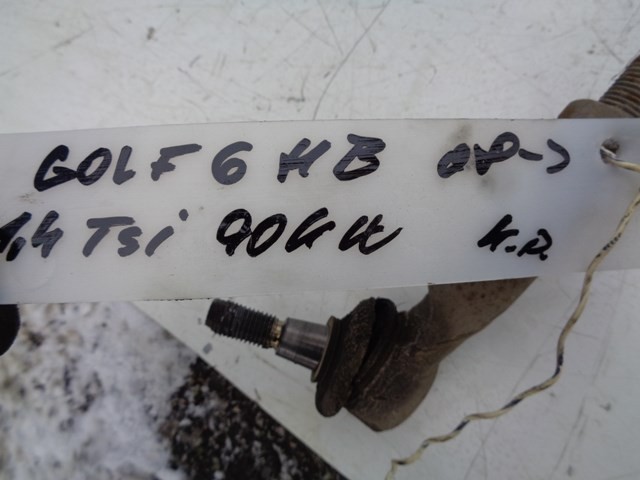 GOLF 6 HB 08->
1,4 Tsi 90KW K.D.